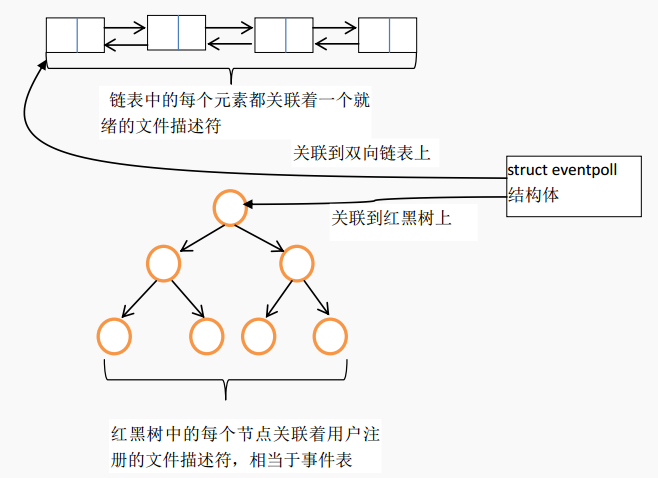 链表中的每个元素都关联着一个就
绪的文件描述符
关联到双向链表上
struct eventpoll
结构体
关联到红黑树上
红黑树中的每个节点关联着用户注
册的文件描述符，相当于事件表